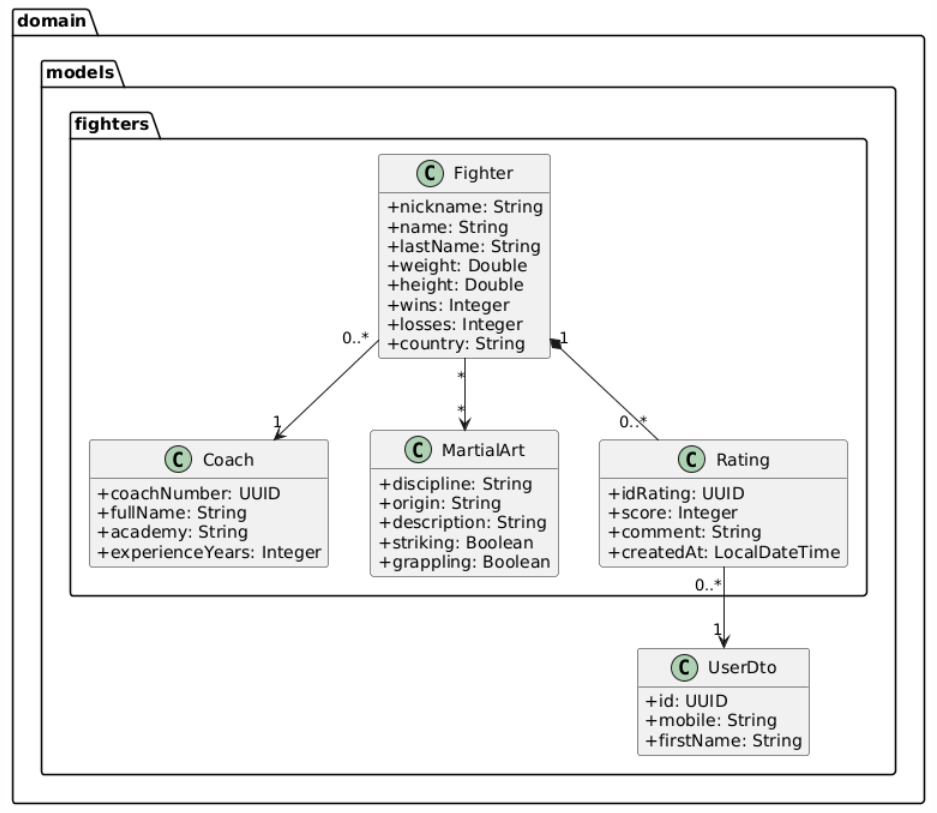 domain
models
fighters
C Fighter
+nickname: String
+name: String
+lastName: String
+weight: Double
+height: Double
+wins: Integer
+losses: Integer
+country: String
0..*
1
*
1
*
0..*
C Coach
+coachNumber: UUID
+fullName: String
+academy: String
+experienceYears: Integer
C MartialArt
+discipline: String
+origin: String
+description: String
+striking: Boolean
+grappling: Boolean
C Rating
+idRating: UUID
+score: Integer
+comment: String
+createdAt: LocalDateTime
0..*
1
C UserDto
+id: UUID
+mobile: String
+firstName: String